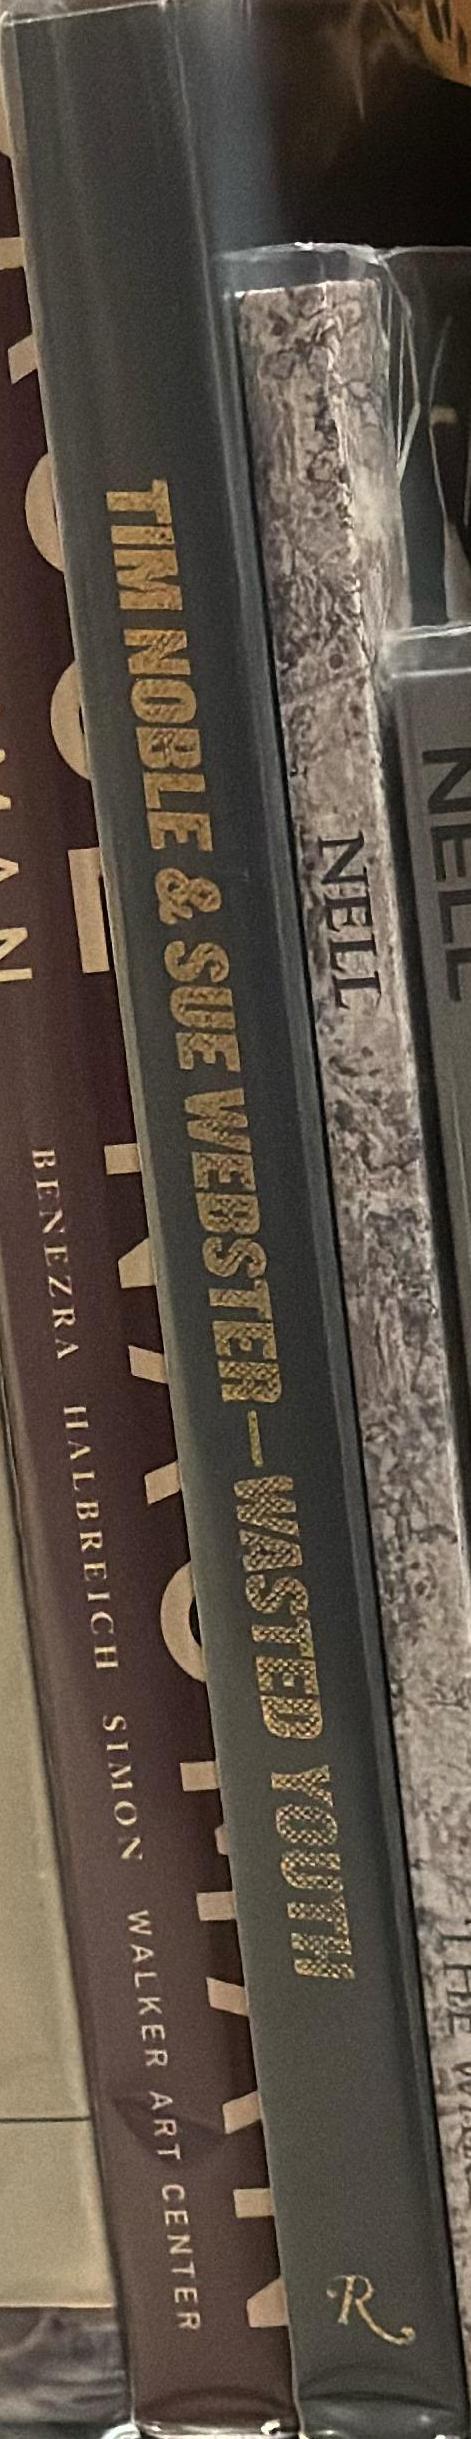 BENEZRA HALBREICH SIMON WALKER ART CENTER
TIM NOBLE & SUE WEBSTER — WASTED YOUTH
R
NELL
NELL